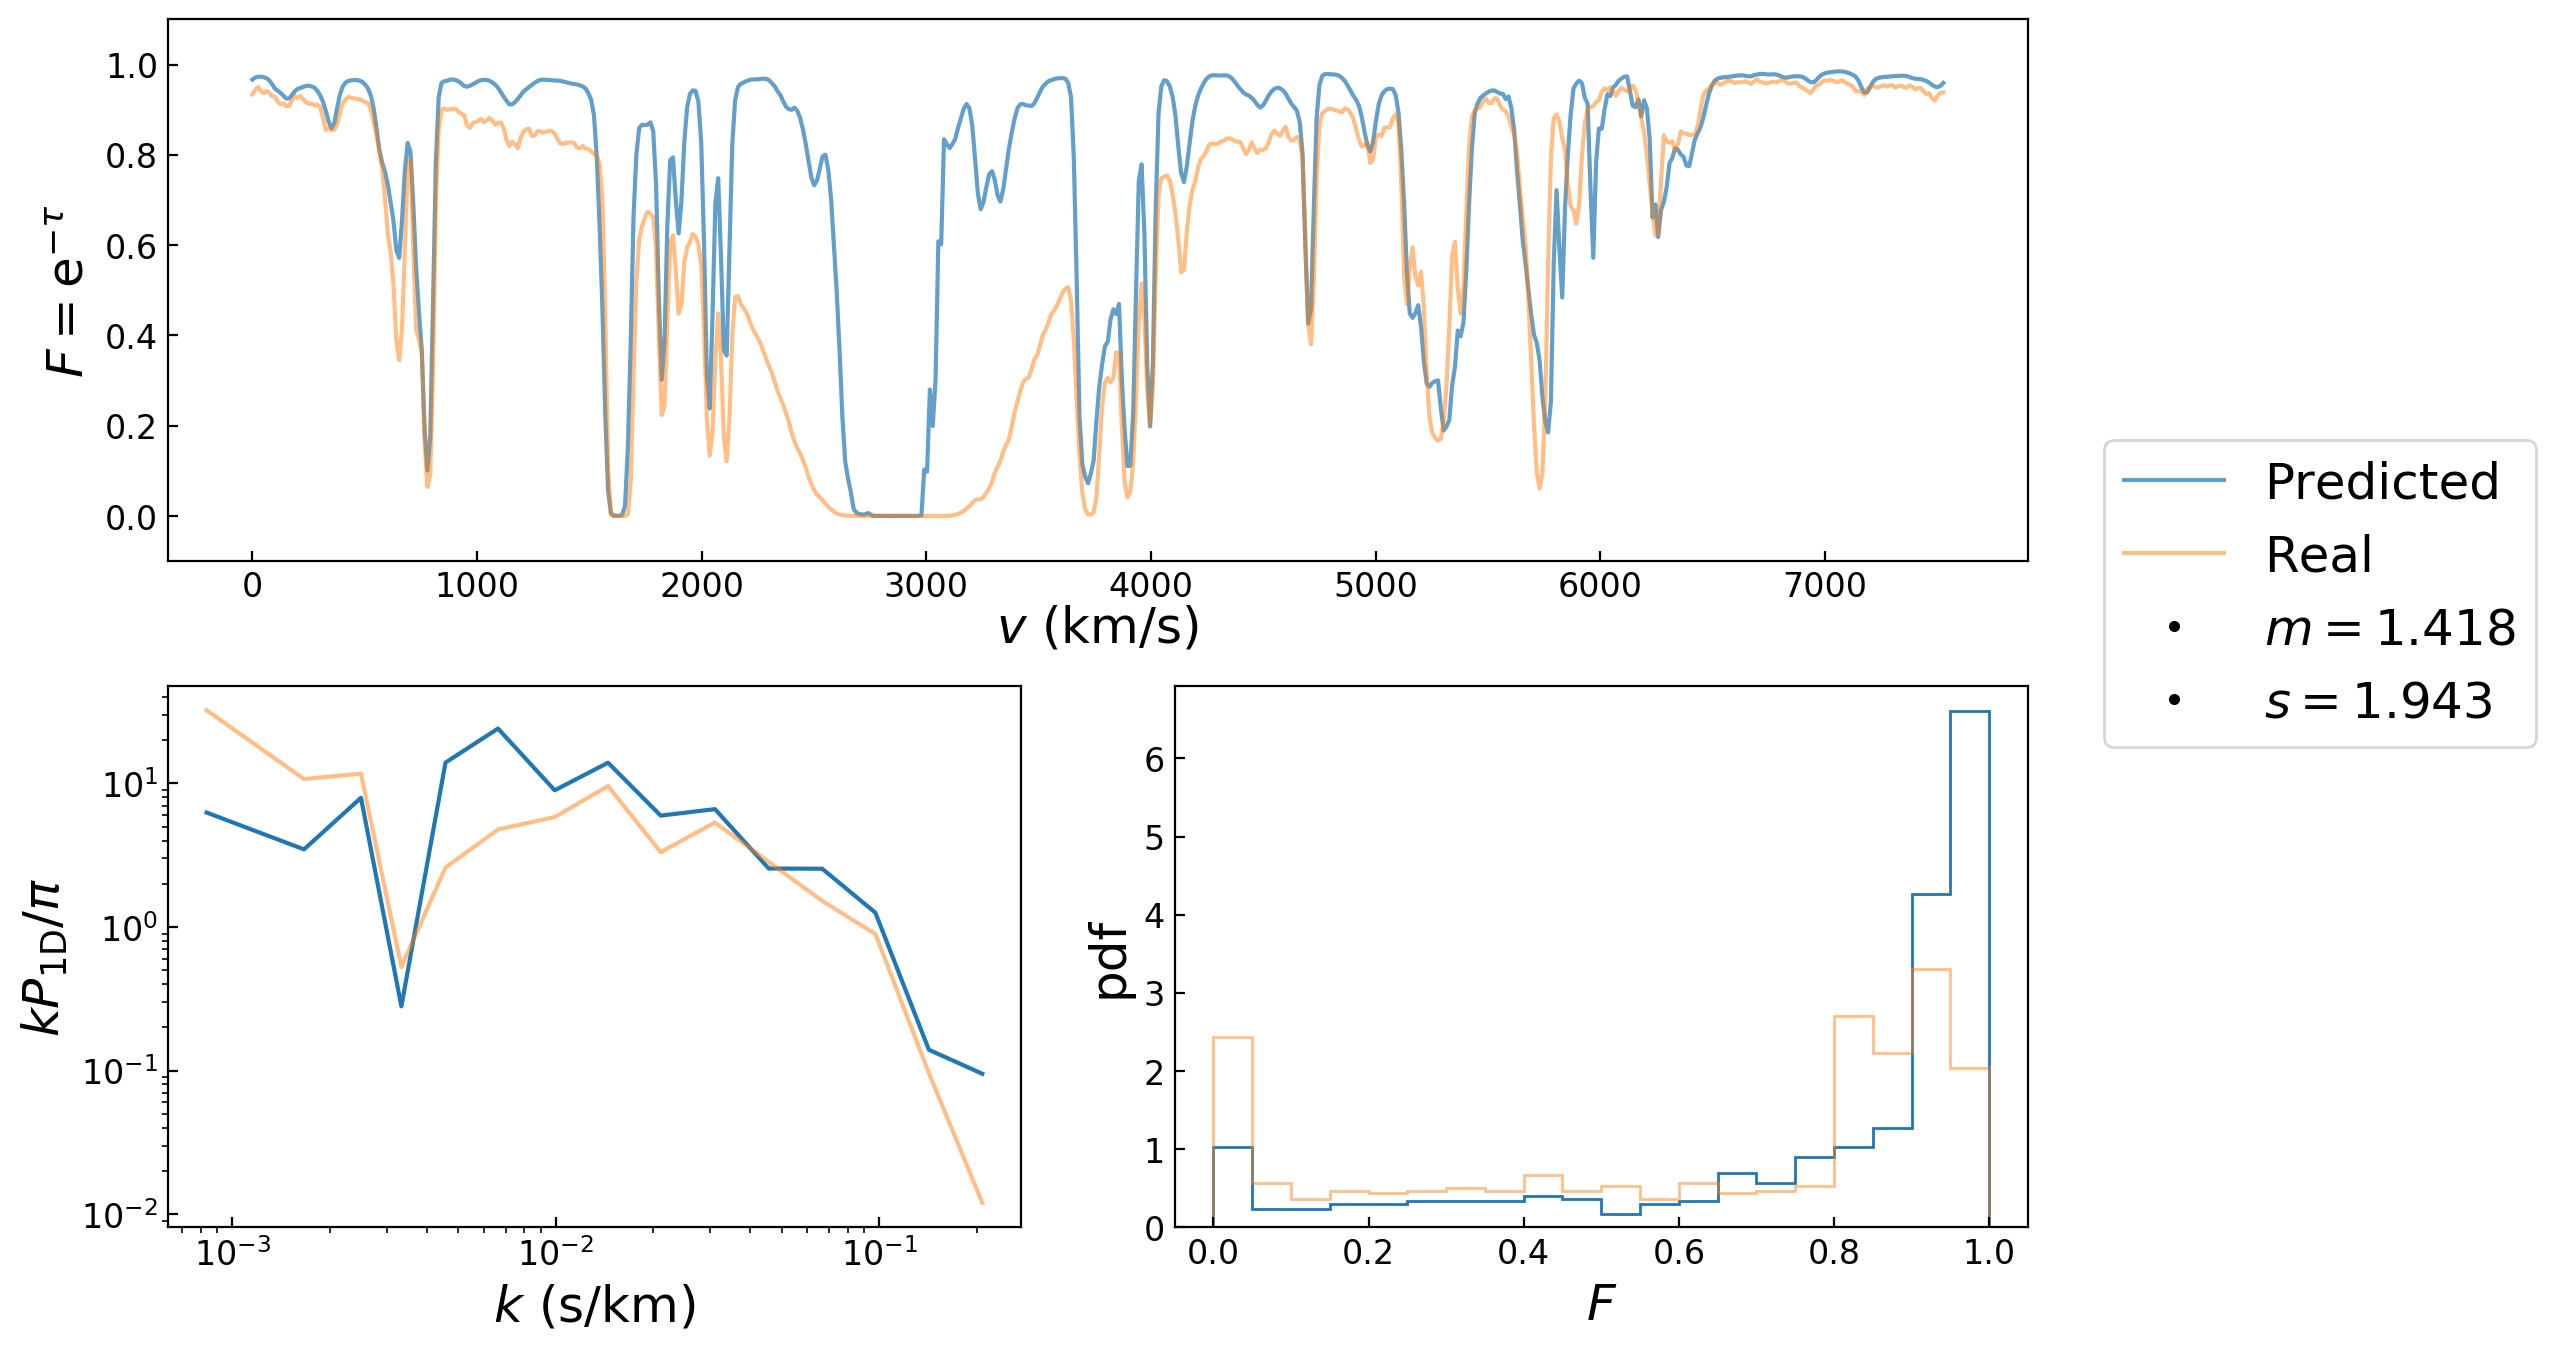 1.0
0.8
0.6
0.4
0.2
0.0
F = e^{−τ}
0 1000 2000 3000 4000 5000 6000 7000
v (km/s)
Predicted
Real
m = 1.418
s = 1.943
10^1
10^0
10^{−1}
10^{−2}
kP_{1D}/π
10^{−3} 10^{−2} 10^{−1}
k (s/km)
6
5
4
3
2
1
0
pdf
0.0 0.2 0.4 0.6 0.8 1.0
F